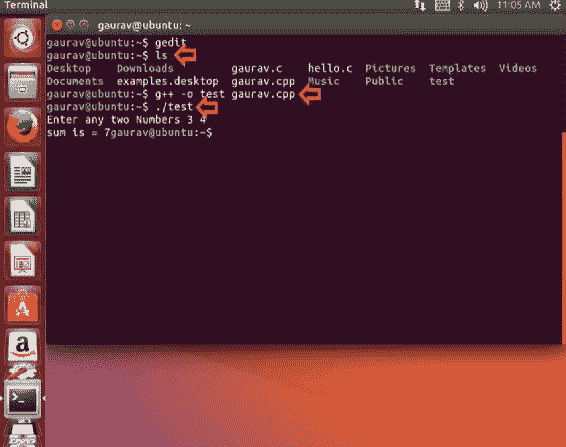 Terminal 11:05 AM
gaurav@ubuntu: ~
gaurav@ubuntu:~$ gedit
gaurav@ubuntu:~$ ls
Desktop Downloads gaurav.c hello.c Pictures Templates Videos
Documents examples.desktop gaurav.cpp Music Public test
gaurav@ubuntu:~$ g++ -o test gaurav.cpp
gaurav@ubuntu:~$ ./test
Enter any two Numbers 3 4
sum is = 7gaurav@ubuntu:~$